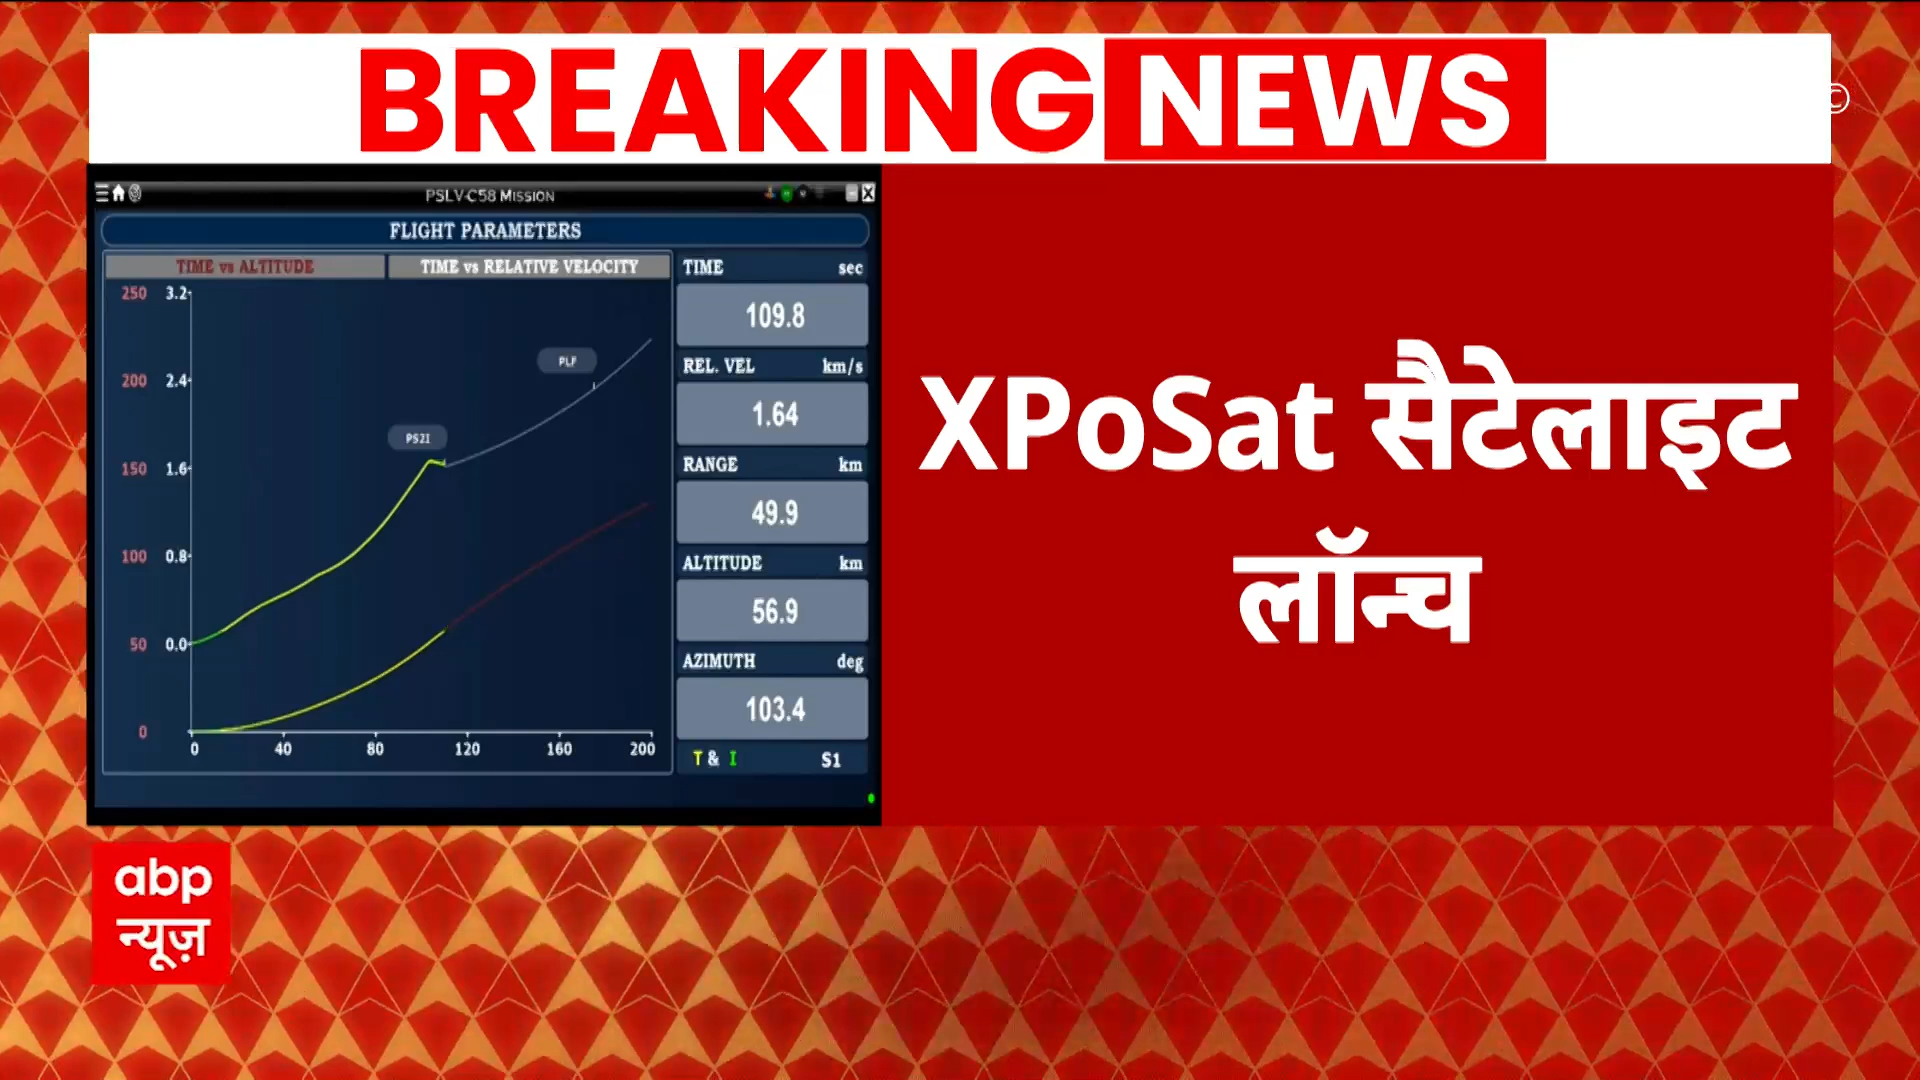 BREAKING NEWS
©
PSLV-C58 MISSION
FLIGHT PARAMETERS
TIME vs ALTITUDE
TIME vs RELATIVE VELOCITY
250 3.2
200 2.4
150 1.6
100 0.8
50 0.0
0
PLF
PS2I
0 40 80 120 160 200
TIME sec
109.8
REL. VEL km/s
1.64
RANGE km
49.9
ALTITUDE km
56.9
AZIMUTH deg
103.4
T & I S1
XPoSat सैटेलाइट
लॉन्च
abp
न्यूज़